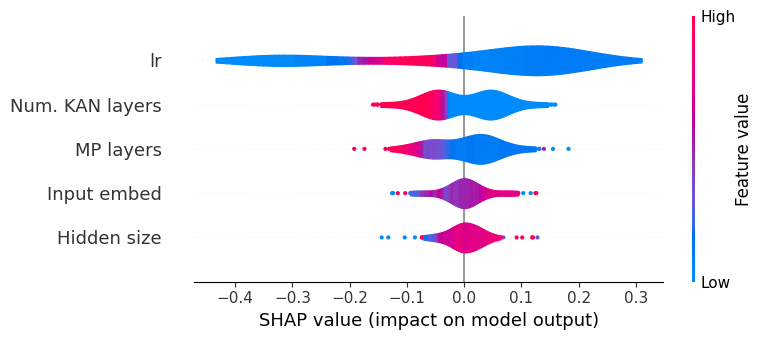 High
lr
Num. KAN layers
MP layers
Input embed
Hidden size
Feature value
Low
−0.4 −0.3 −0.2 −0.1 0.0 0.1 0.2 0.3
SHAP value (impact on model output)